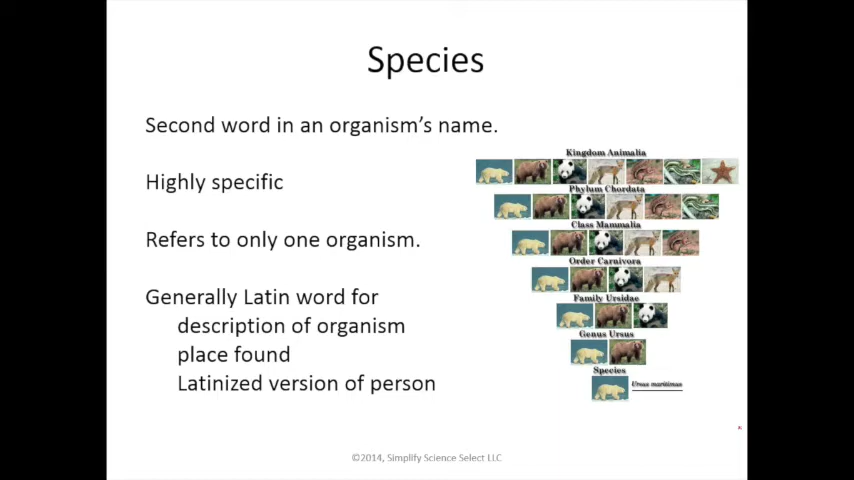 Species
Second word in an organism's name.
Highly specific
Refers to only one organism.
Generally Latin word for
description of organism
place found
Latinized version of person
Kingdom Animalia
Phylum Chordata
Class Mammalia
Order Carnivora
Family Ursidae
Genus Ursus
Species
Ursus maritimus
©2014, Simplify Science Select LLC